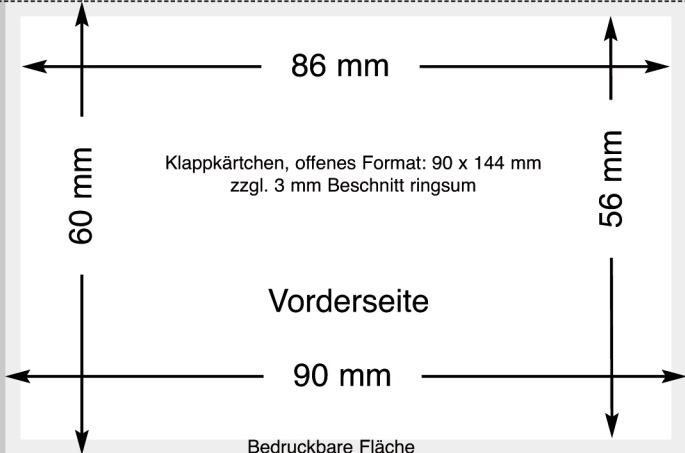 86 mm
60 mm
56 mm
Klappkärtchen, offenes Format: 90 x 144 mm
zzgl. 3 mm Beschnitt ringsum
Vorderseite
90 mm
Bedruckbare Fläche